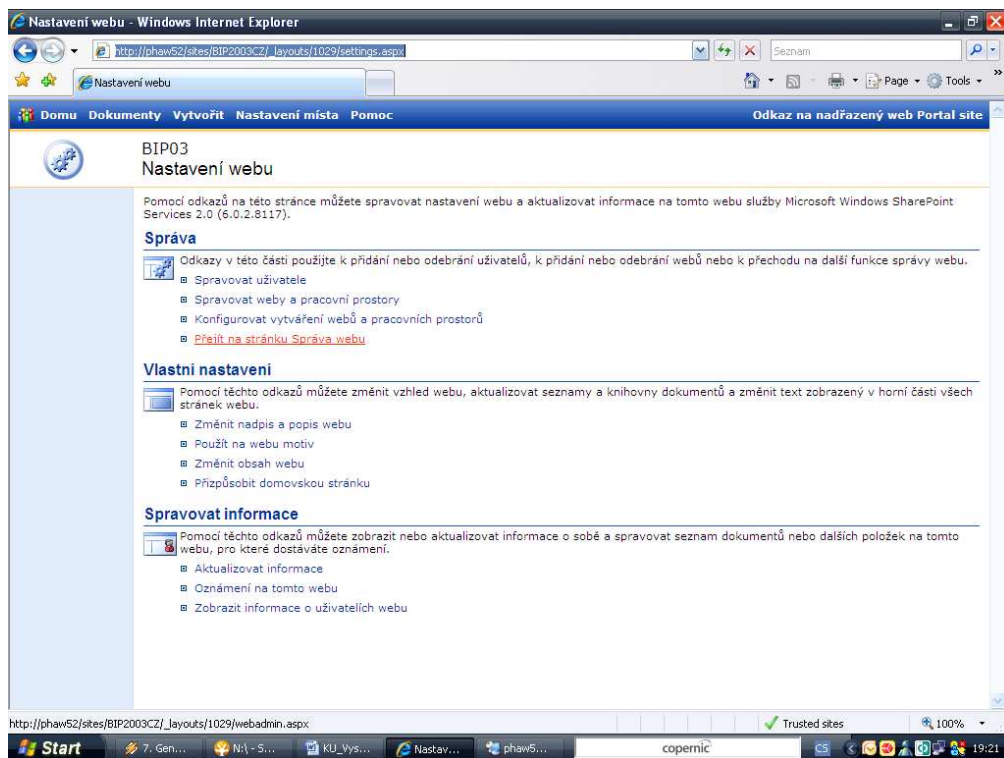 Nastavení webu - Windows Internet Explorer
http://phaw52/sites/BIP2003CZ/_layouts/1029/settings.aspx
Seznam
Nastavení webu
Page
Tools
Domu Dokumenty Vytvořit Nastavení místa Pomoc Odkaz na nadřazený web Portal site
BIP03
Nastavení webu
Pomocí odkazů na této stránce můžete spravovat nastavení webu a aktualizovat informace na tomto webu služby Microsoft Windows SharePoint
Services 2.0 (6.0.2.8117).
Správa
Odkazy v této části použijte k přidání nebo odebrání uživatelů, k přidání nebo odebrání webů nebo k přechodu na další funkce správy webu.
Spravovat uživatele
Spravovat weby a pracovní prostory
Konfigurovat vytváření webů a pracovních prostorů
Přejít na stránku Správa webu
Vlastni nastavení
Pomocí těchto odkazů můžete změnit vzhled webu, aktualizovat seznamy a knihovny dokumentů a změnit text zobrazený v horní části všech
stránek webu.
Změnit nadpis a popis webu
Použít na webu motiv
Změnit obsah webu
Přizpůsobit domovskou stránku
Spravovat informace
Pomocí těchto odkazů můžete zobrazit nebo aktualizovat informace o sobě a spravovat seznam dokumentů nebo dalších položek na tomto
webu, pro které dostáváte oznámení.
Aktualizovat informace
Oznámení na tomto webu
Zobrazit informace o uživatelích webu
http://phaw52/sites/BIP2003CZ/_layouts/1029/webadmin.aspx Trusted sites 100%
Start 7. Gen... N:\ - S... KU_Vys... Nastav... phaw5... copernic CS 19:21